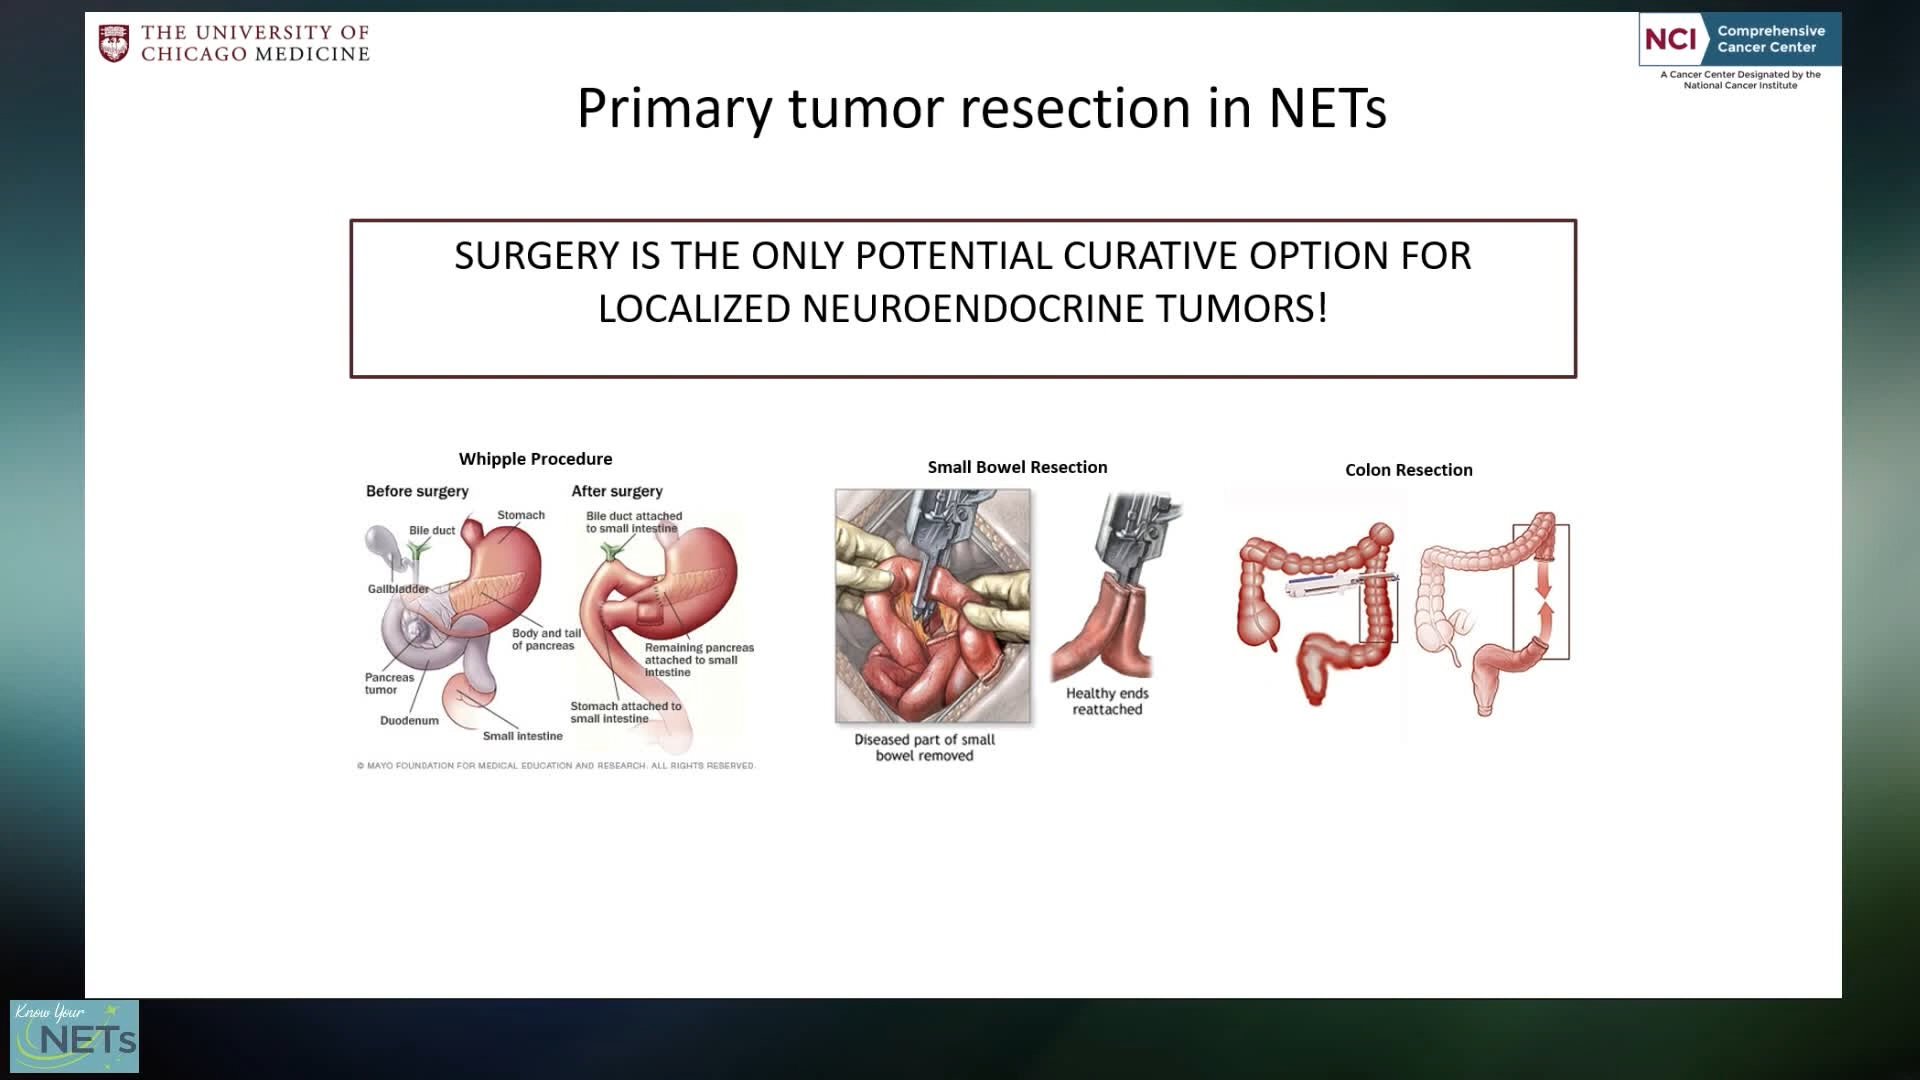 THE UNIVERSITY OF
CHICAGO MEDICINE
NCI
Comprehensive
Cancer Center
A Cancer Center Designated by the
National Cancer Institute
Primary tumor resection in NETs
SURGERY IS THE ONLY POTENTIAL CURATIVE OPTION FOR
LOCALIZED NEUROENDOCRINE TUMORS!
Whipple Procedure
Before surgery
After surgery
Stomach
Bile duct
Gallbladder
Body and tail
of pancreas
Pancreas
tumor
Duodenum
Small intestine
Bile duct attached
to small intestine
Remaining pancreas
attached to small
intestine
Stomach attached to
small intestine
© MAYO FOUNDATION FOR MEDICAL EDUCATION AND RESEARCH. ALL RIGHTS RESERVED.
Small Bowel Resection
Healthy ends
reattached
Diseased part of small
bowel removed
Colon Resection
Know Your
NETs